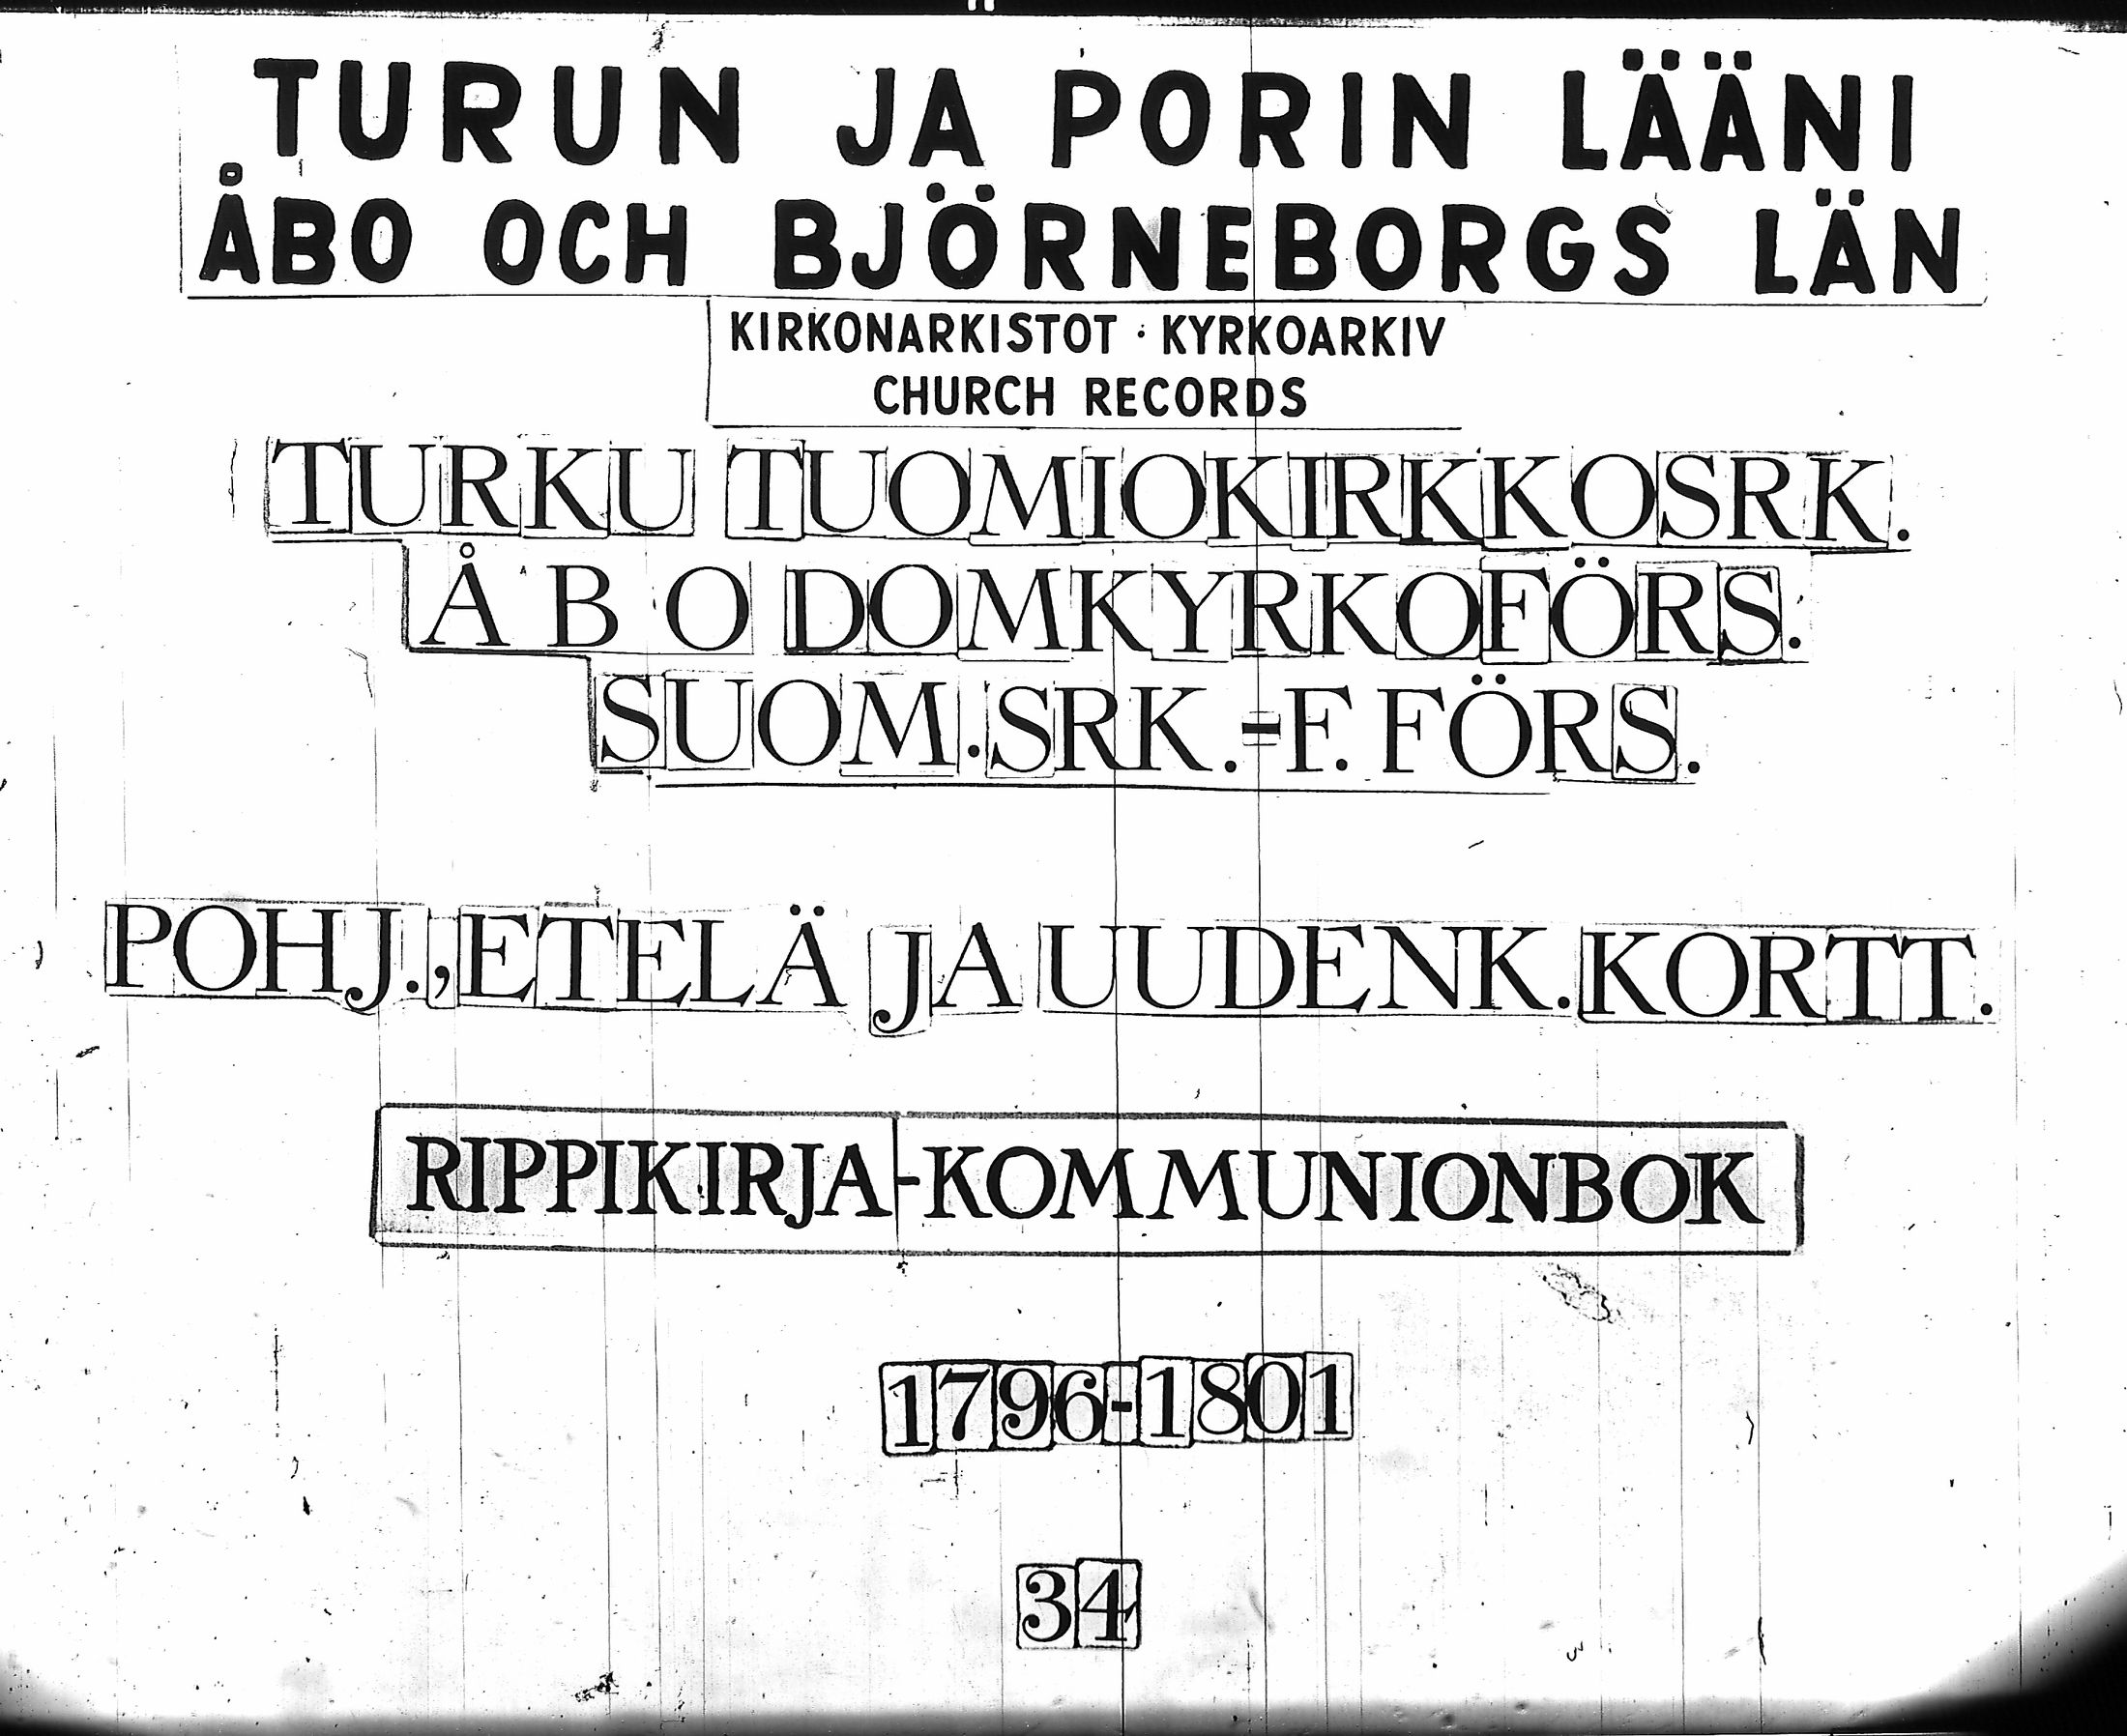 TURUN JA PORIN LÄÄNI
ÅBO OCH BJÖRNEBORGS LÄN
KIRKONARKISTOT · KYRKOARKIV
CHURCH RECORDS
TURKU TUOMIOKIRKKOSRK.
ÅBO DOMKYRKOFÖRS.
SUOM.SRK.-F. FÖRS.
POHJ., ETELÄ JA UUDENK. KORTT.
RIPPIKIRJA-KOMMUNIONBOK
1796-1801
34